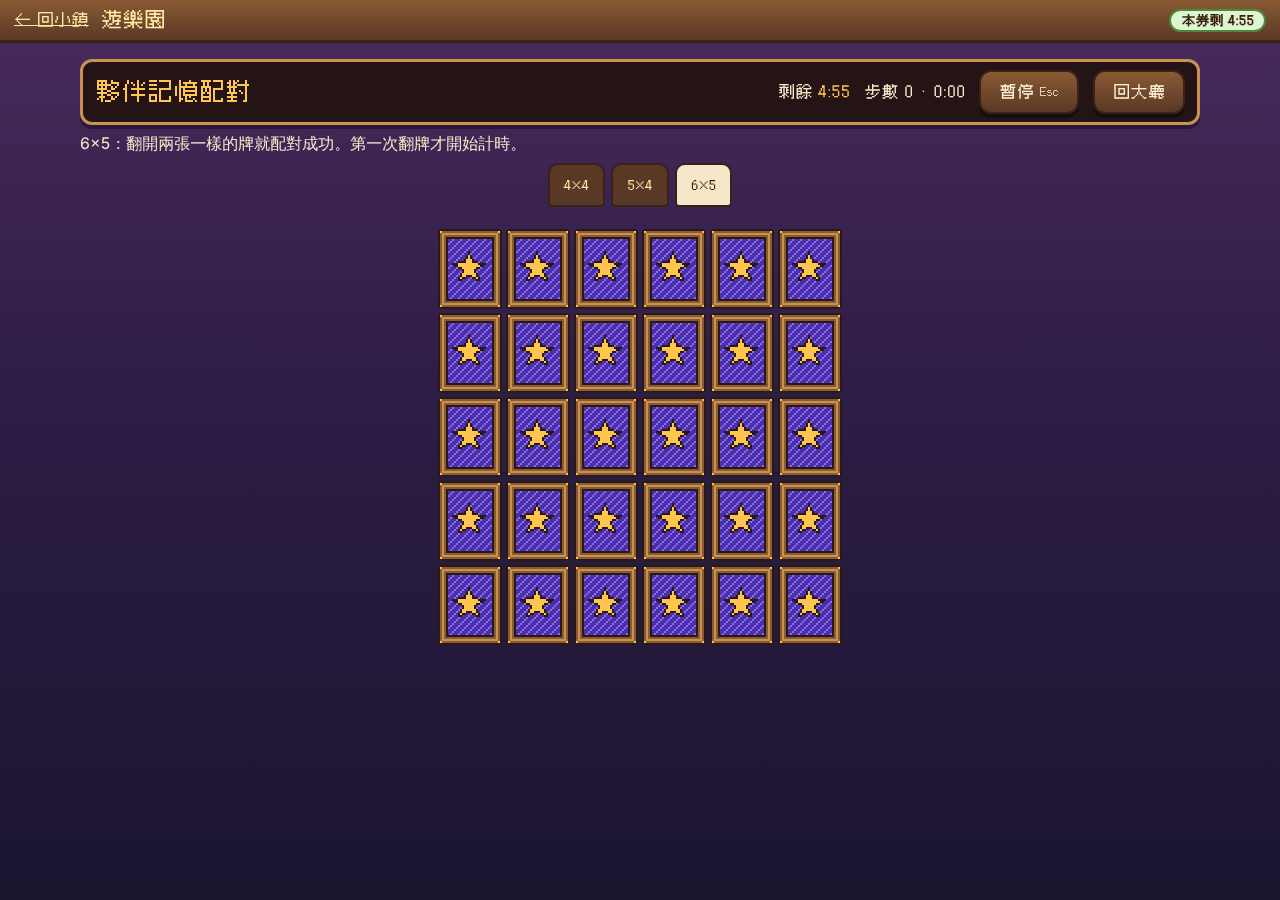 ← 回小鎮 遊樂園 本券剩 4:55
夥伴記憶配對 剩餘 4:55 步數 0 · 0:00 暫停 Esc 回大廳
6×5：翻開兩張一樣的牌就配對成功。第一次翻牌才開始計時。
4×4 5×4 6×5